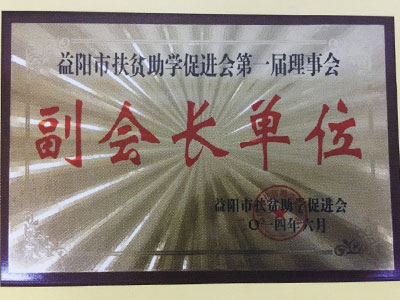 益阳市扶贫助学促进会第一届理事会
副会长单位
益阳市扶贫助学促进会
二〇一四年六月